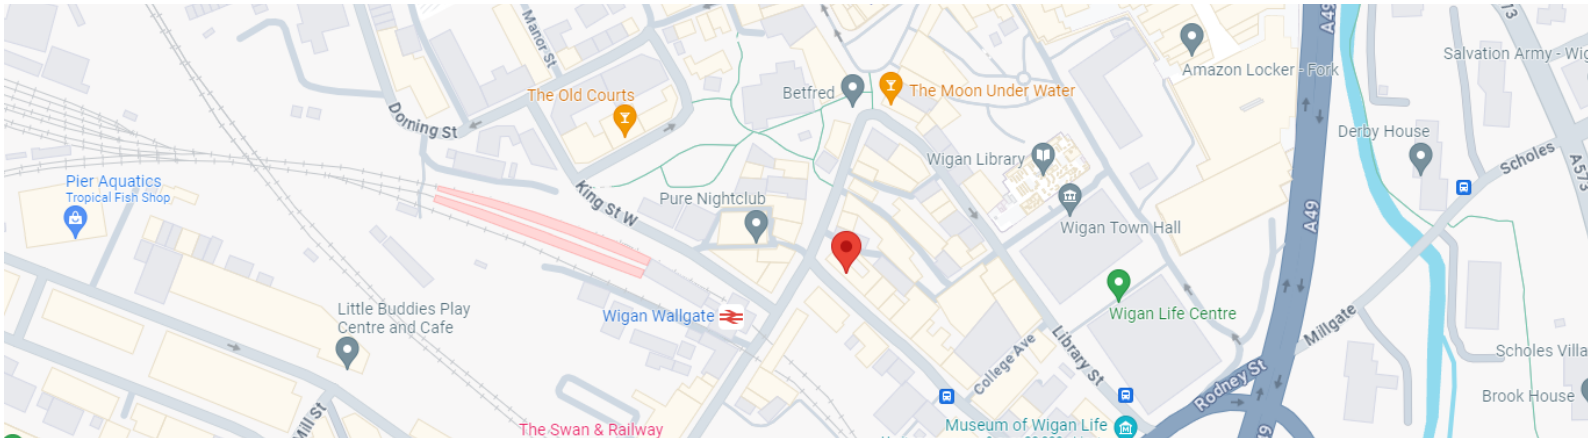 Manor St
A49
A573
Salvation Army - Wig
Amazon Locker - Fork
Betfred
The Moon Under Water
The Old Courts
Dorning St
Derby House
Scholes
Wigan Library
A573
Pier Aquatics
Tropical Fish Shop
King St W
Pure Nightclub
Wigan Town Hall
A49
Little Buddies Play
Centre and Cafe
Wigan Wallgate
Wigan Life Centre
Millgate
College Ave
Library St
Scholes Villa
Rodney St
Brook House
Mill St
The Swan & Railway
Museum of Wigan Life